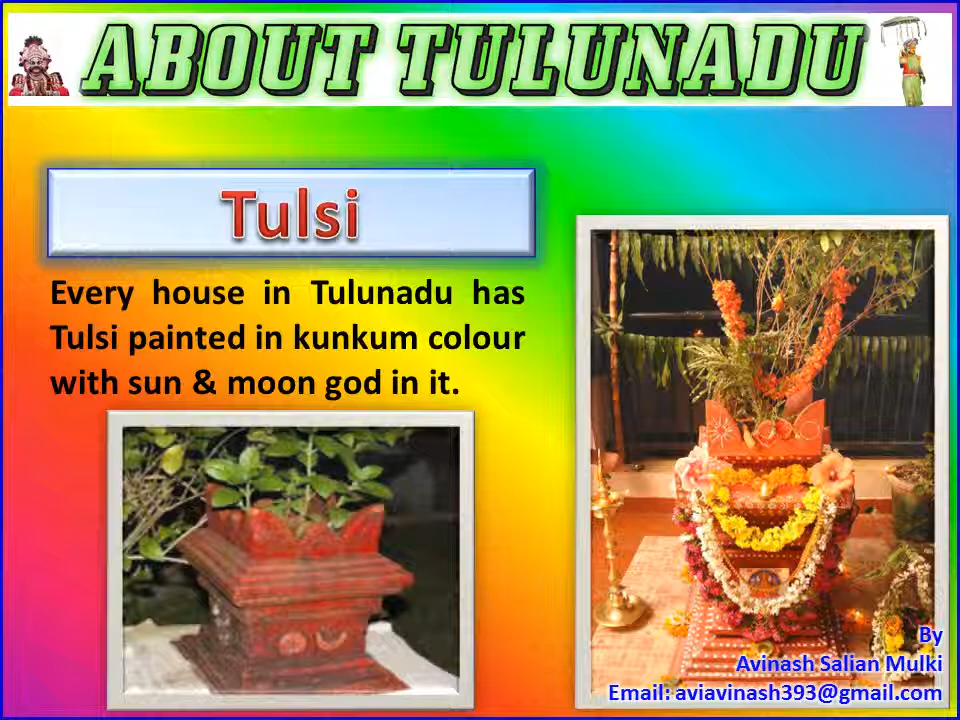 ABOUT TULUNADU
Tulsi
Every house in Tulunadu has
Tulsi painted in kunkum colour
with sun & moon god in it.
By
Avinash Salian Mulki
Email: aviavinash393@gmail.com